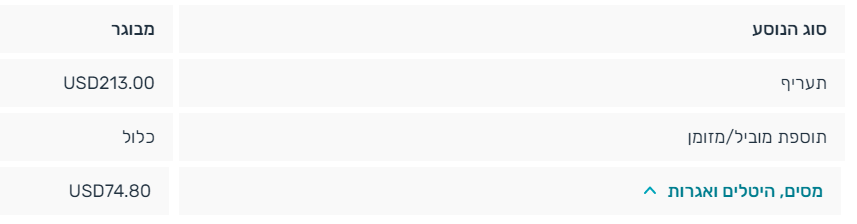 סוג הנוסע מבוגר
תעריף USD213.00
תוספת מוביל/מזומן כלול
מסים, היטלים ואגרות USD74.80